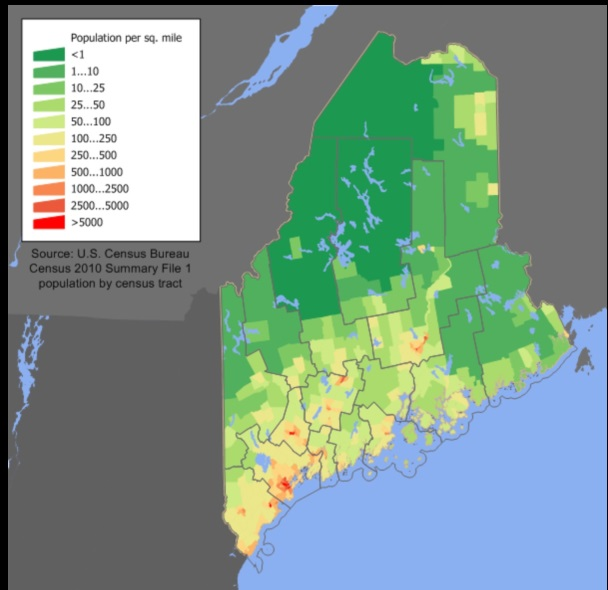 Population per sq. mile
<1
1...10
10...25
25...50
50...100
100...250
250...500
500...1000
1000...2500
2500...5000
>5000
Source: U.S. Census Bureau
Census 2010 Summary File 1
population by census tract